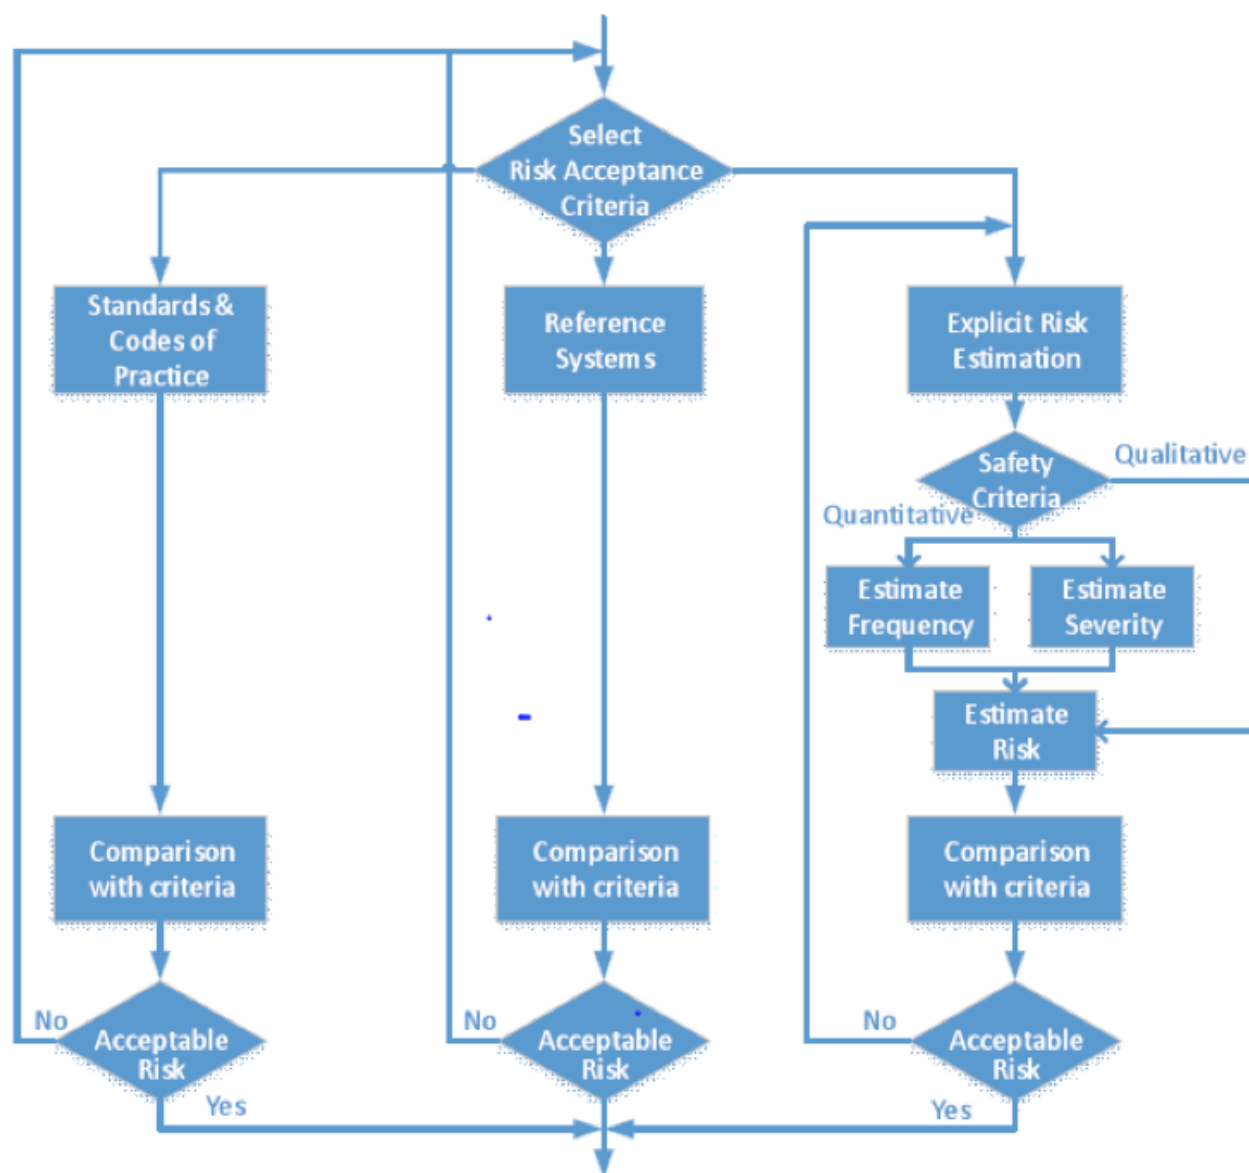 Select
Risk Acceptance
Criteria
Standards &
Codes of
Practice
Reference
Systems
Explicit Risk
Estimation
Safety
Criteria
Qualitative
Quantitative
Estimate
Frequency
Estimate
Severity
Estimate
Risk
Comparison
with criteria
Comparison
with criteria
Comparison
with criteria
No
Acceptable
Risk
Yes
No
Acceptable
Risk
No
Acceptable
Risk
Yes